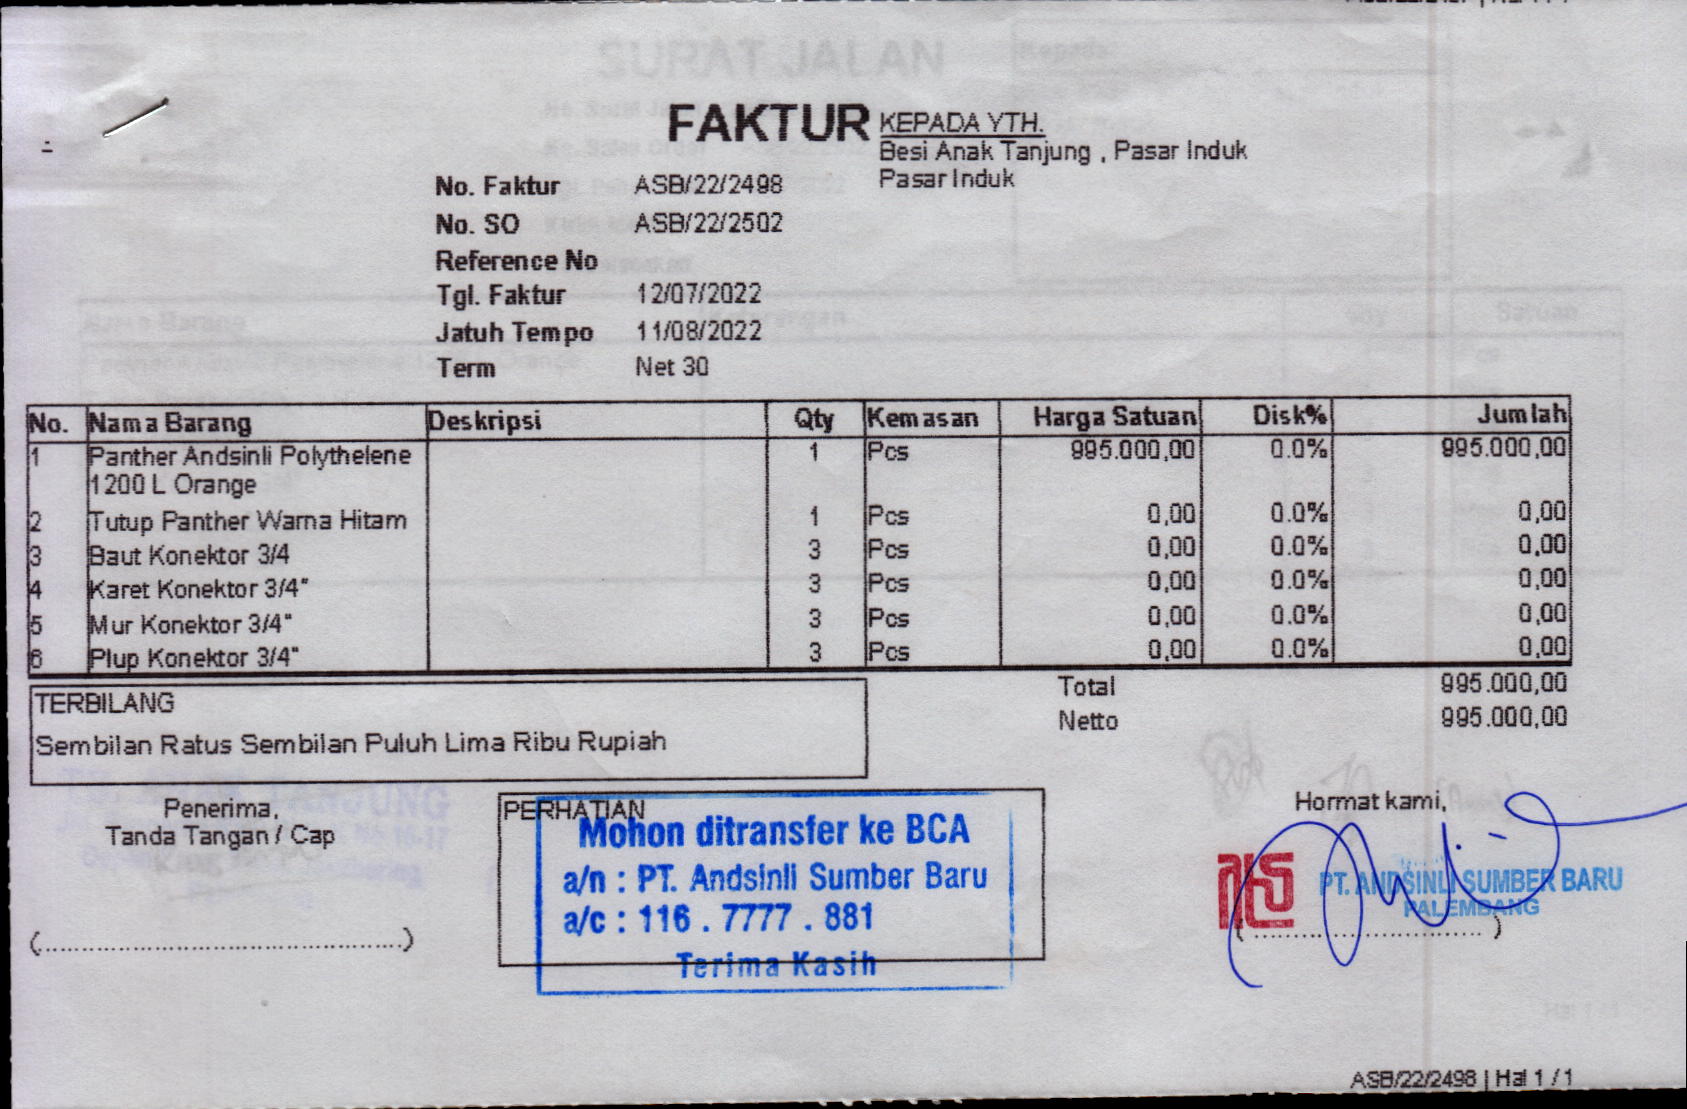 FAKTUR
KEPADA YTH.
Besi Anak Tanjung , Pasar Induk
Pasar Induk
No. Faktur ASB/22/2498
No. SO ASB/22/2502
Reference No
Tgl. Faktur 12/07/2022
Jatuh Tempo 11/08/2022
Term Net 30
No. Nama Barang Deskripsi Qty Kemasan Harga Satuan Disk% Jumlah
1 Panther Andsinli Polythelene 1 Pcs 995.000,00 0.0% 995.000,00
1200 L Orange
2 Tutup Panther Warna Hitam 1 Pcs 0,00 0.0% 0,00
3 Baut Konektor 3/4 3 Pcs 0,00 0.0% 0,00
4 Karet Konektor 3/4" 3 Pcs 0,00 0.0% 0,00
5 Mur Konektor 3/4" 3 Pcs 0,00 0.0% 0,00
6 Plup Konektor 3/4" 3 Pcs 0,00 0.0% 0,00
Total 995.000,00
Netto 995.000,00
TERBILANG
Sembilan Ratus Sembilan Puluh Lima Ribu Rupiah
Penerima,
Tanda Tangan / Cap
(..........................................)
PERHATIAN
Mohon ditransfer ke BCA
a/n : PT. Andsinli Sumber Baru
a/c : 116 . 7777 . 881
Terima Kasih
Hormat kami,
PT. ANDSINLI SUMBER BARU
PALEMBANG
(..............................)
SURAT JALAN
Kepada
ASB/22/2498 | Hal 1 / 1